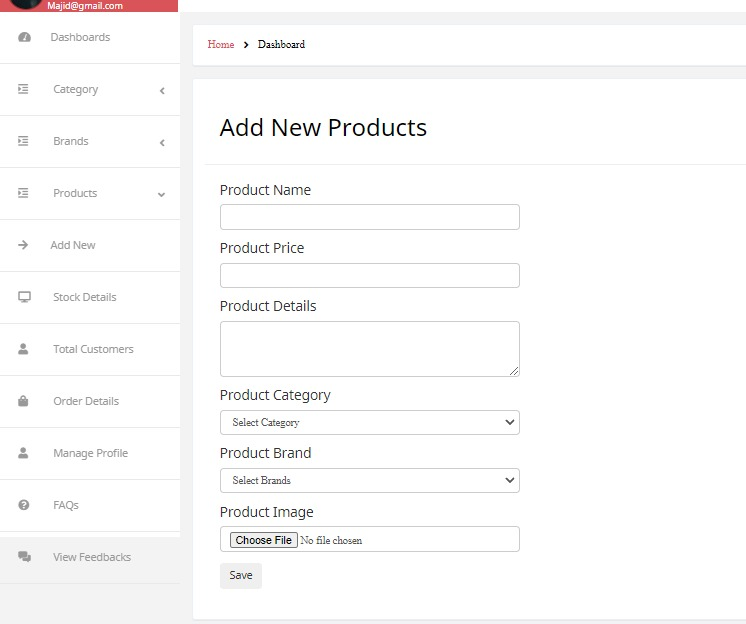 Majid@gmail.com
Dashboards
Category
Brands
Products
Add New
Stock Details
Total Customers
Order Details
Manage Profile
FAQs
View Feedbacks
Home > Dashboard
Add New Products
Product Name
Product Price
Product Details
Product Category
Select Category
Product Brand
Select Brands
Product Image
Choose File No file chosen
Save